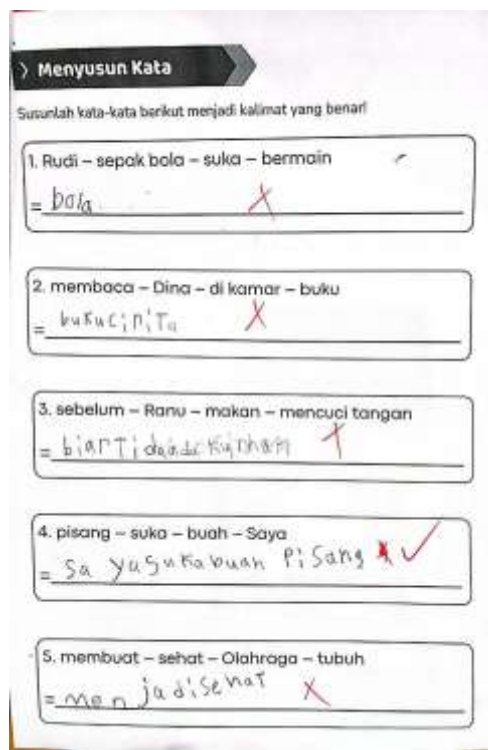 Menyusun Kata
Susunlah kata-kata berikut menjadi kalimat yang benar!
1. Rudi – sepak bola – suka – bermain
= bola
2. membaca – Dina – di kamar – buku
= bukuciriTa
3. sebelum – Ranu – makan – mencuci tangan
= biarTidaada
4. pisang – suka – buah – Saya
= Sa yasukabuah Pisang
5. membuat – sehat – Olahraga – tubuh
= menjadisehaT